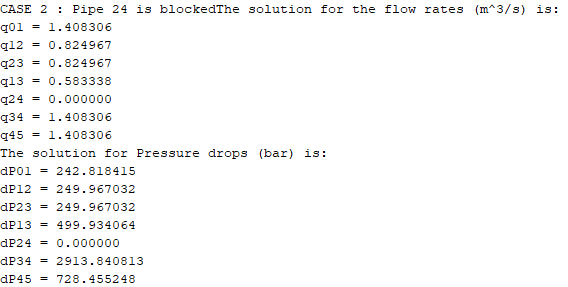 CASE 2 : Pipe 24 is blockedThe solution for the flow rates (m^3/s) is:
q01 = 1.408306
q12 = 0.824967
q23 = 0.824967
q13 = 0.583338
q24 = 0.000000
q34 = 1.408306
q45 = 1.408306
The solution for Pressure drops (bar) is:
dP01 = 242.818415
dP12 = 249.967032
dP23 = 249.967032
dP13 = 499.934064
dP24 = 0.000000
dP34 = 2913.840813
dP45 = 728.455248